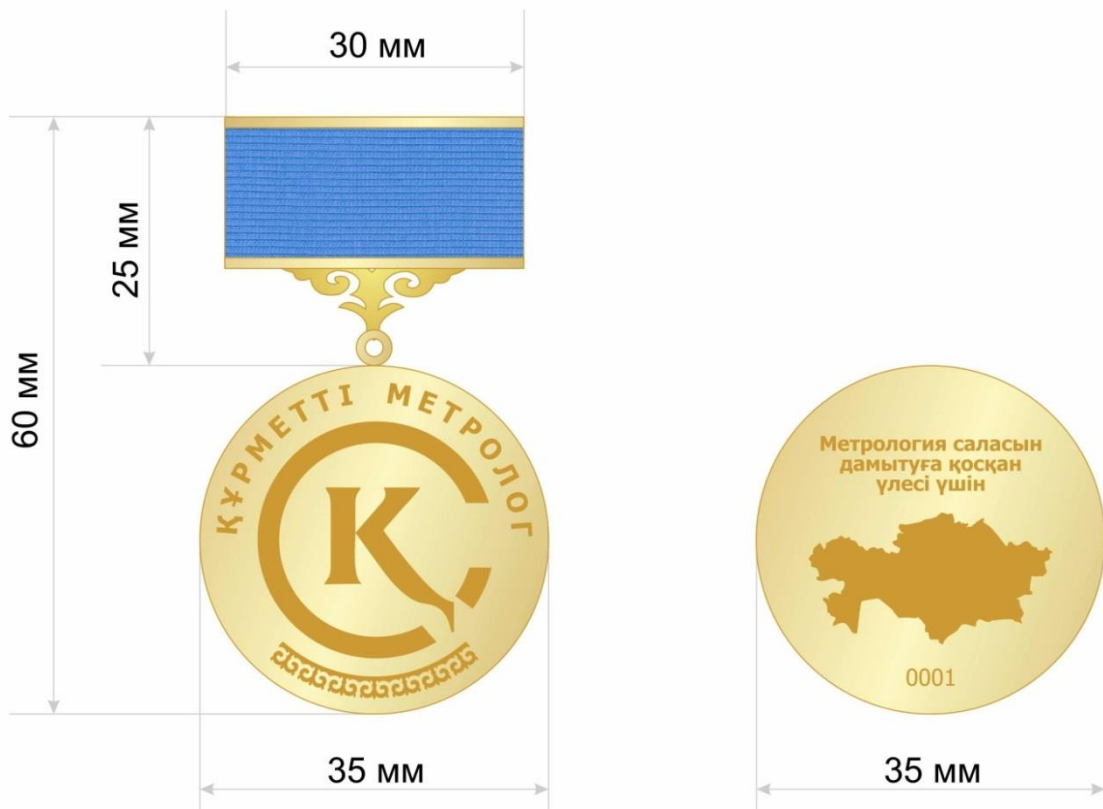 30 мм
25 мм
60 мм
ҚҰРМЕТТІ МЕТРОЛОГ
К
35 мм
Метрология саласын
дамытуға қосқан
үлесі үшін
0001
35 мм